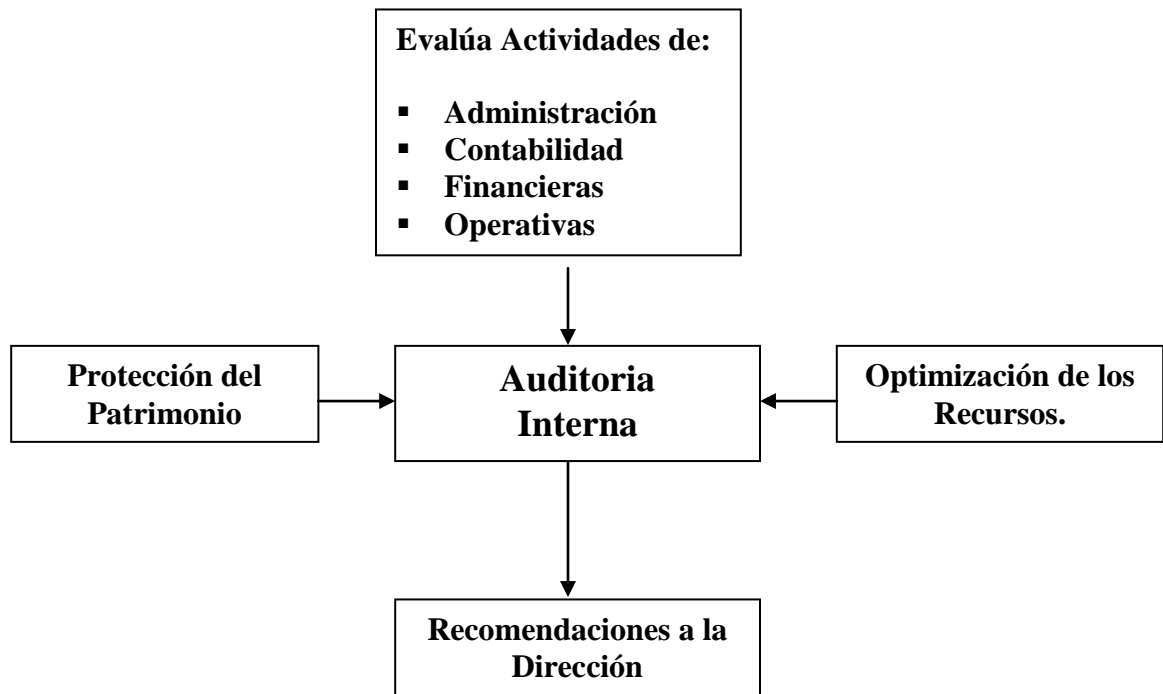 Evalúa Actividades de:
▪ Administración
▪ Contabilidad
▪ Financieras
▪ Operativas
Protección del
Patrimonio
Auditoria
Interna
Optimización de los
Recursos.
Recomendaciones a la
Dirección